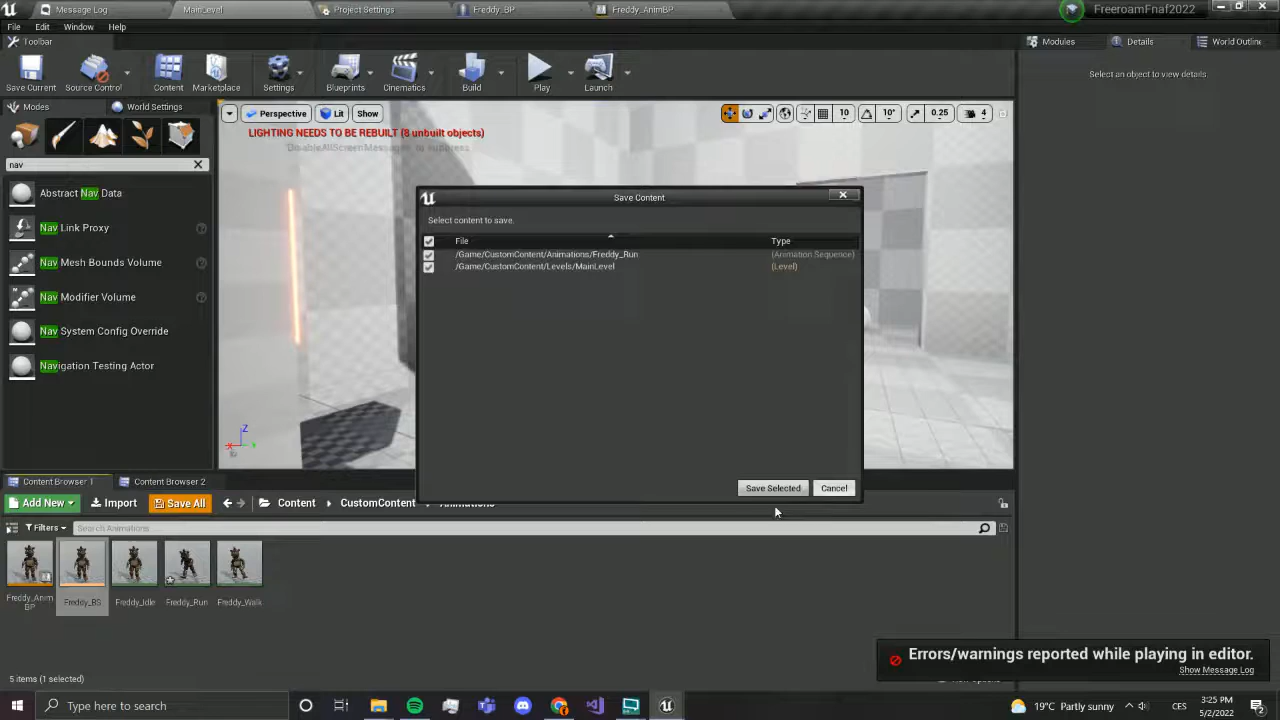 Message Log
MainLevel
Project Settings
Freddy_BP
Freddy_AnimBP
FreeroamFnaf2022
File
Edit
Window
Help
Toolbar
Modules
Details
World Outline
Save Current
Source Control
Content
Marketplace
Settings
Blueprints
Cinematics
Build
Play
Launch
Select an object to view details
Modes
World Settings
Perspective
Lit
Show
10
10°
0.25
4
LIGHTING NEEDS TO BE REBUILT (8 unbuilt objects)
'DisableAllScreenMessages' to suppress
nav
Abstract Nav Data
Nav Link Proxy
Nav Mesh Bounds Volume
Nav Modifier Volume
Nav System Config Override
Navigation Testing Actor
Save Content
Select content to save.
File
Type
/Game/CustomContent/Animations/Freddy_Run
(Animation Sequence)
/Game/CustomContent/Levels/MainLevel
(Level)
Save Selected
Cancel
Z
X
Content Browser 1
Content Browser 2
Add New
Import
Save All
Content
CustomContent
Animations
Filters
Search Animations
Freddy_Anim
BP
Freddy_BS
Freddy_Idle
Freddy_Run
Freddy_Walk
5 items (1 selected)
Errors/warnings reported while playing in editor.
Show Message Log
Type here to search
19°C Partly sunny
CES
3:25 PM
5/2/2022
2